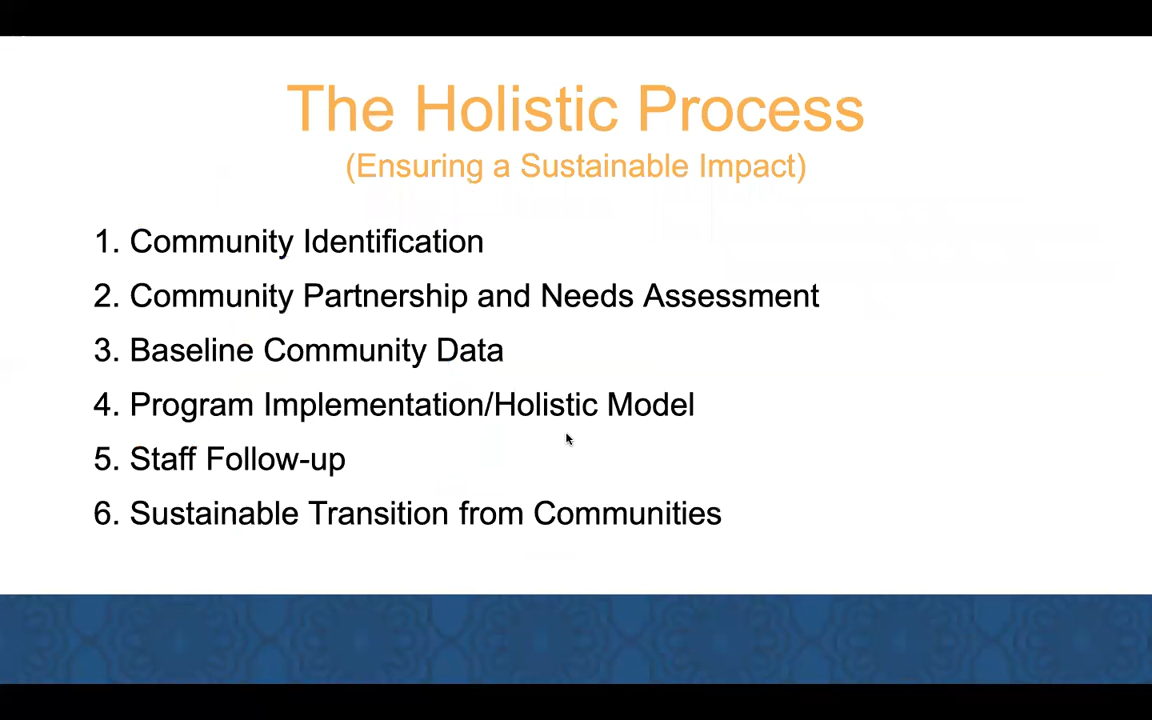 The Holistic Process
(Ensuring a Sustainable Impact)
1. Community Identification
2. Community Partnership and Needs Assessment
3. Baseline Community Data
4. Program Implementation/Holistic Model
5. Staff Follow-up
6. Sustainable Transition from Communities